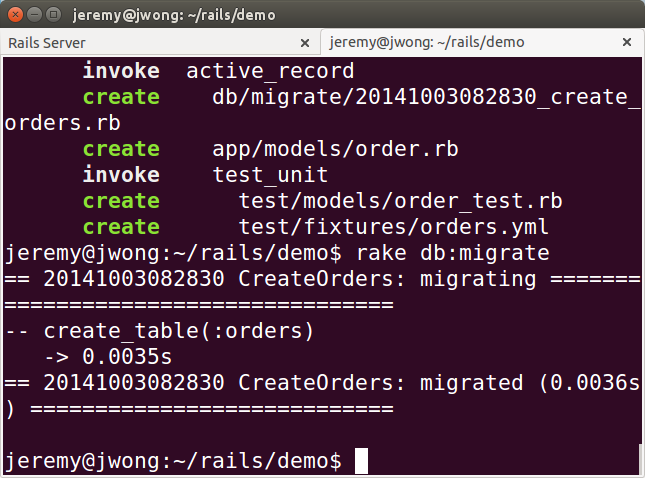 jeremy@jwong: ~/rails/demo
Rails Server
jeremy@jwong: ~/rails/demo
invoke  active_record
create    db/migrate/20141003082830_create_
orders.rb
create    app/models/order.rb
invoke    test_unit
create      test/models/order_test.rb
create      test/fixtures/orders.yml
jeremy@jwong:~/rails/demo$ rake db:migrate
== 20141003082830 CreateOrders: migrating =======
==============================
-- create_table(:orders)
   -> 0.0035s
== 20141003082830 CreateOrders: migrated (0.0036s
) ============================
jeremy@jwong:~/rails/demo$